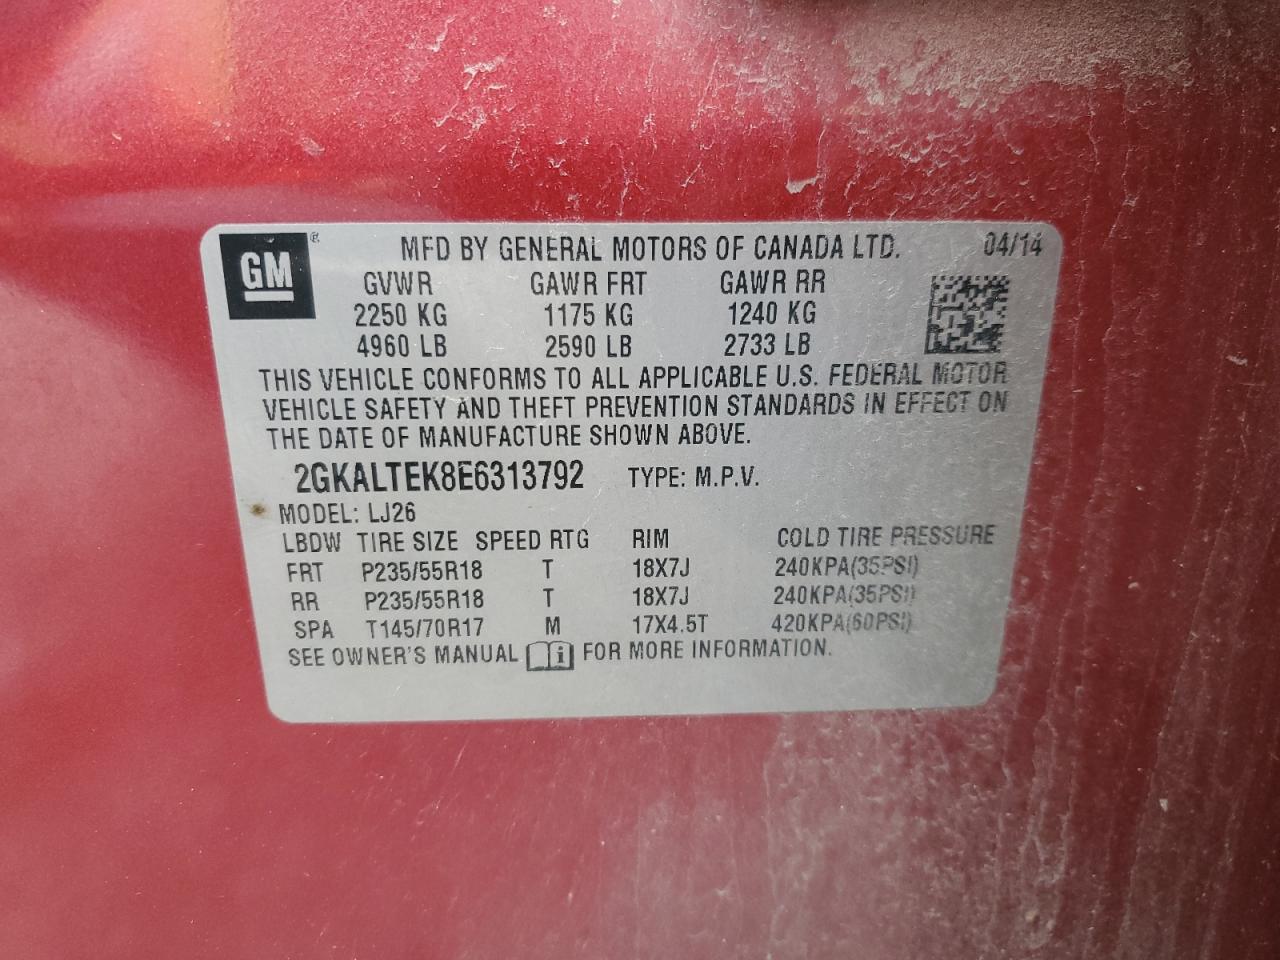 GM ® MFD BY GENERAL MOTORS OF CANADA LTD. 04/14
GVWR GAWR FRT GAWR RR
2250 KG 1175 KG 1240 KG
4960 LB 2590 LB 2733 LB
THIS VEHICLE CONFORMS TO ALL APPLICABLE U.S. FEDERAL MOTOR
VEHICLE SAFETY AND THEFT PREVENTION STANDARDS IN EFFECT ON
THE DATE OF MANUFACTURE SHOWN ABOVE.
2GKALTEK8E6313792 TYPE: M.P.V.
MODEL: LJ26
LBDW TIRE SIZE SPEED RTG RIM COLD TIRE PRESSURE
FRT P235/55R18 T 18X7J 240KPA(35PSI)
RR P235/55R18 T 18X7J 240KPA(35PSI)
SPA T145/70R17 M 17X4.5T 420KPA(60PSI)
SEE OWNER'S MANUAL i FOR MORE INFORMATION.